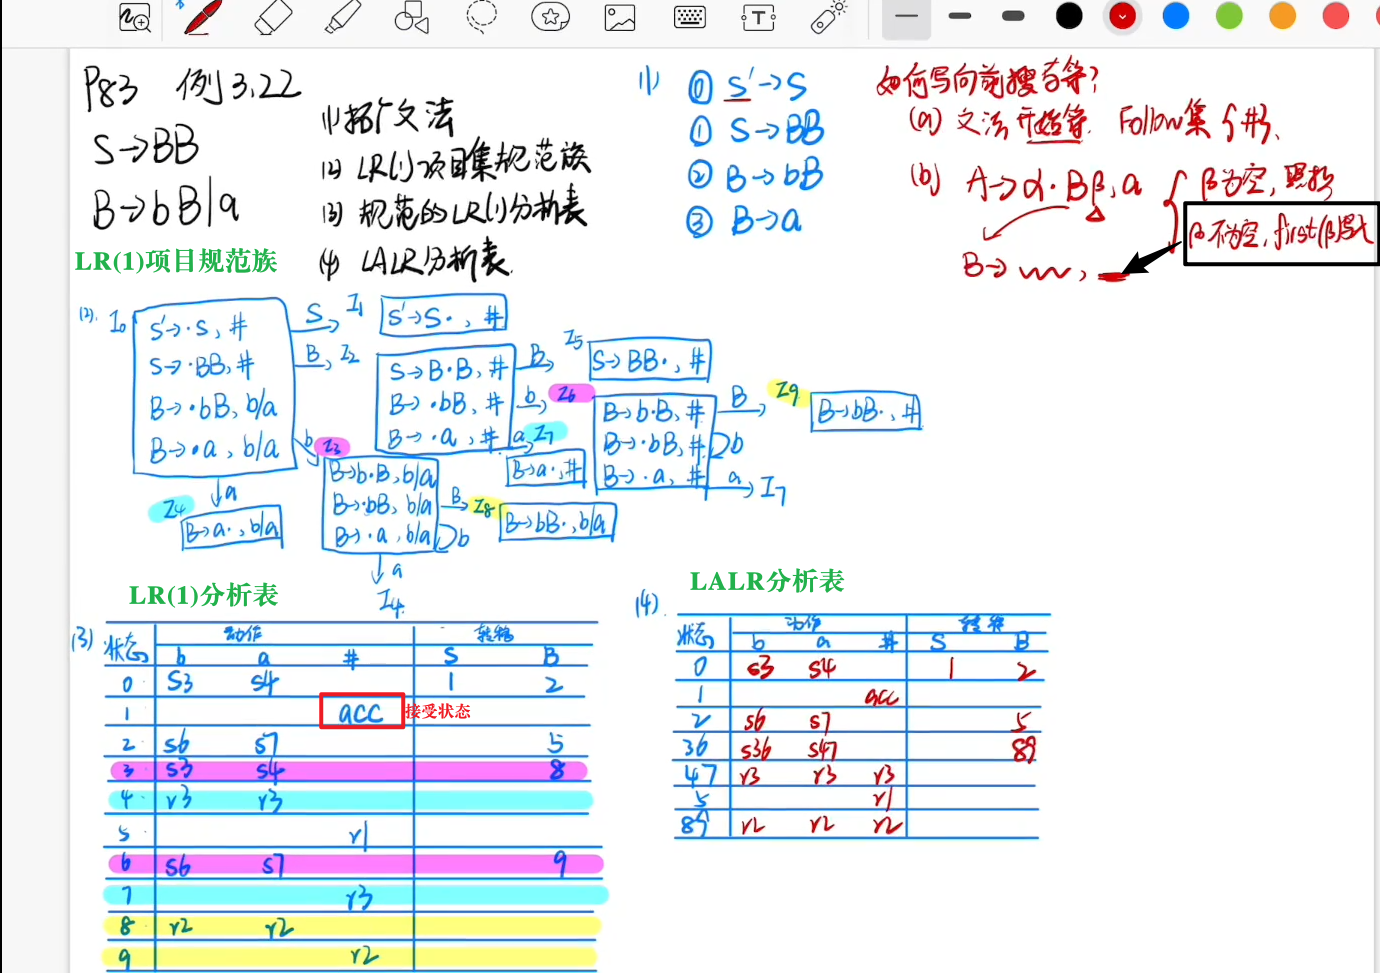 P83 例3.22
S→BB
B→bB|a
(1) 拓广文法
(2) LR(1)项目集规范族
(3) 规范的LR(1)分析表
(4) LALR分析表.
(1)
⓪ S'→S
① S→BB
② B→bB
③ B→a
如何写向前搜索符?
(a) 文法开始符. Follow集 {#}.
(b) A→α·Bβ, a
β为空, 照抄
β不为空, first(β)
B→ ,
LR(1)项目规范族
(2). I0
S'→·S, #
S→·BB, #
B→·bB, b/a
B→·a, b/a
S I1
S'→S·, #
B I2
S→B·B, #
B→·bB, #
B→·a, #
B I5
S→BB·, #
b I6
B→b·B, #
B→·bB, #
B→·a, #
b
a I7
B I9
B→bB·, #
a I7
B→a·, #
b I3
B→b·B, b/a
B→·bB, b/a
B→·a, b/a
b
B I8
B→bB·, b/a
a
I4
a
I4
B→a·, b/a
LR(1)分析表
(3) 状态 动作 转移
b a # S B
0 S3 S4 1 2
1 acc 接受状态
2 s6 s7 5
3 s3 s4 8
4 r3 r3
5 r1
6 s6 s7 9
7 r3
8 r2 r2
9 r2
LALR分析表
(4). 状态 动作 转移
b a # S B
0 s3 s4 1 2
1 acc
2 s6 s7 5
36 s36 s47 89
47 r3 r3 r3
5 r1
89 r2 r2 r2